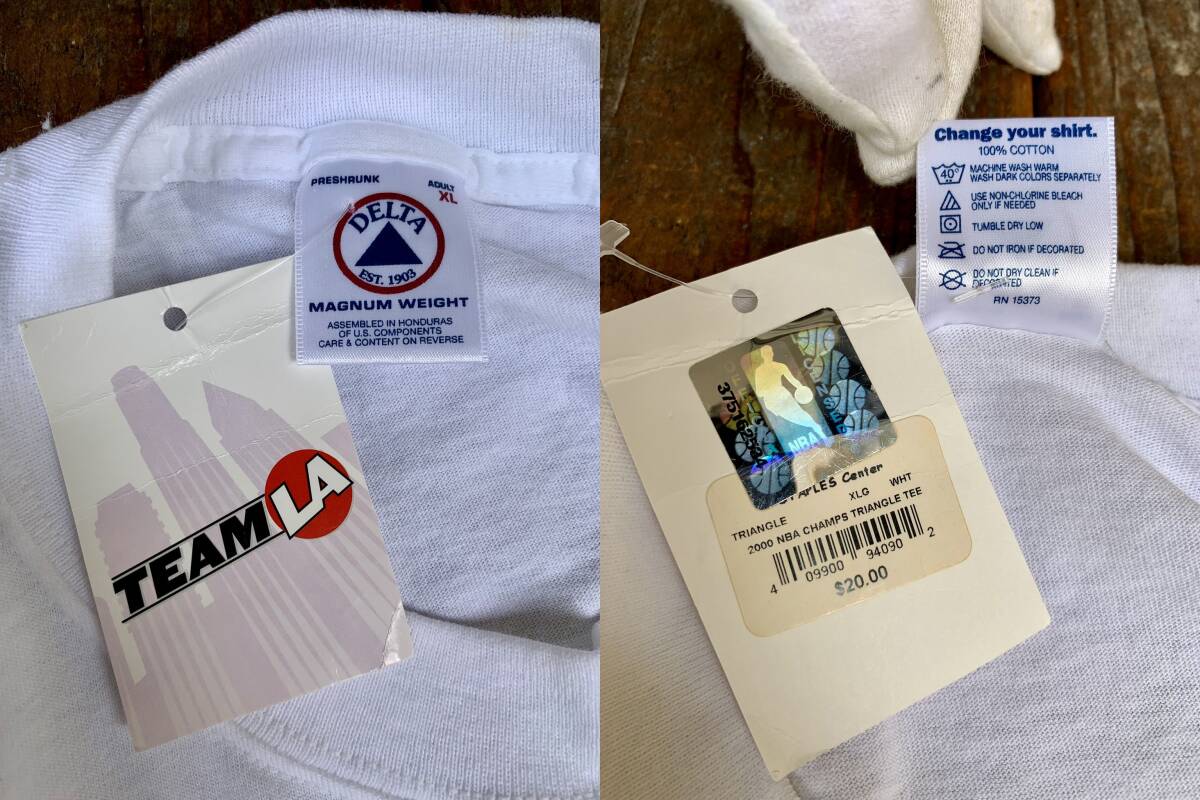 PRESHRUNK
ADULT
XL
DELTA
EST. 1903
MAGNUM WEIGHT
ASSEMBLED IN HONDURAS
OF U.S. COMPONENTS
CARE & CONTENT ON REVERSE
TEAM LA
Change your shirt.
100% COTTON
40°
MACHINE WASH WARM
WASH DARK COLORS SEPARATELY
USE NON-CHLORINE BLEACH
ONLY IF NEEDED
TUMBLE DRY LOW
DO NOT IRON IF DECORATED
DO NOT DRY CLEAN IF
DECORATED
RN 15373
NBA
Center
XLG WHT
TRIANGLE
2000 NBA CHAMPS TRIANGLE TEE
4 09900 94090 2
$20.00